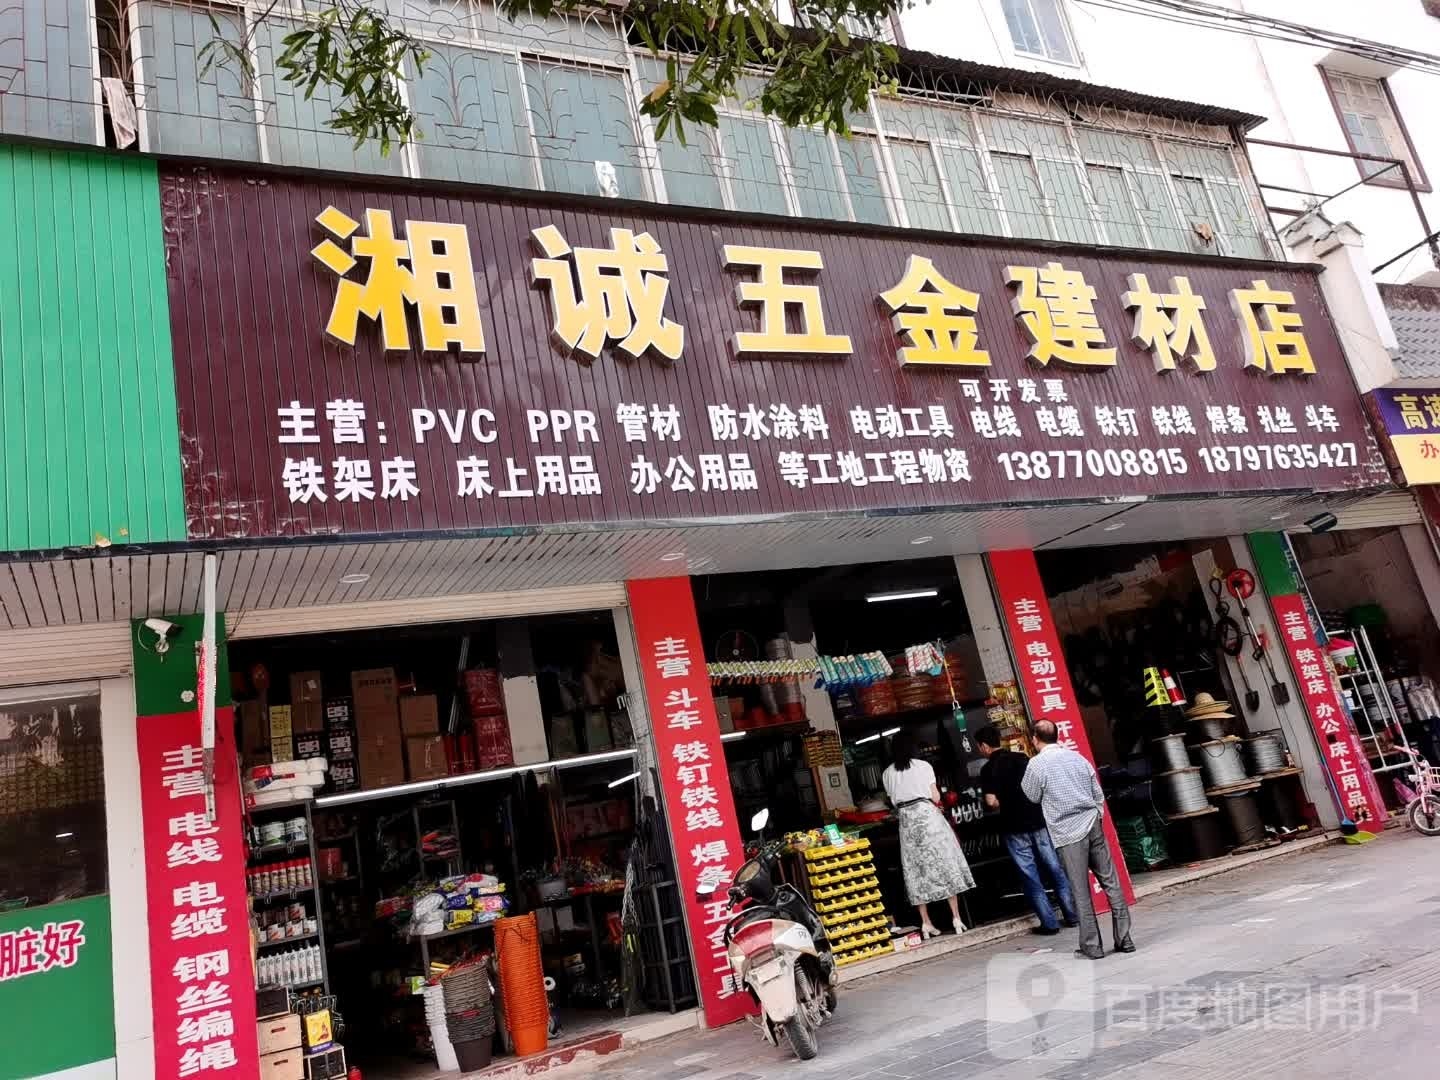 湘诚五金建材店
可开发票
主营：PVC PPR 管材 防水涂料 电动工具 电线 电缆 铁钉 铁线 焊条 扎丝 斗车
铁架床 床上用品 办公用品 等工地工程物资 13877008815 18797635427
高速
办
主营 电线 电缆 钢丝编绳
主营 斗车 铁钉铁线 焊条 五金工具
主营 电动工具 开关
主营 铁架床 办公 床上用品
脏好
百度地图用户